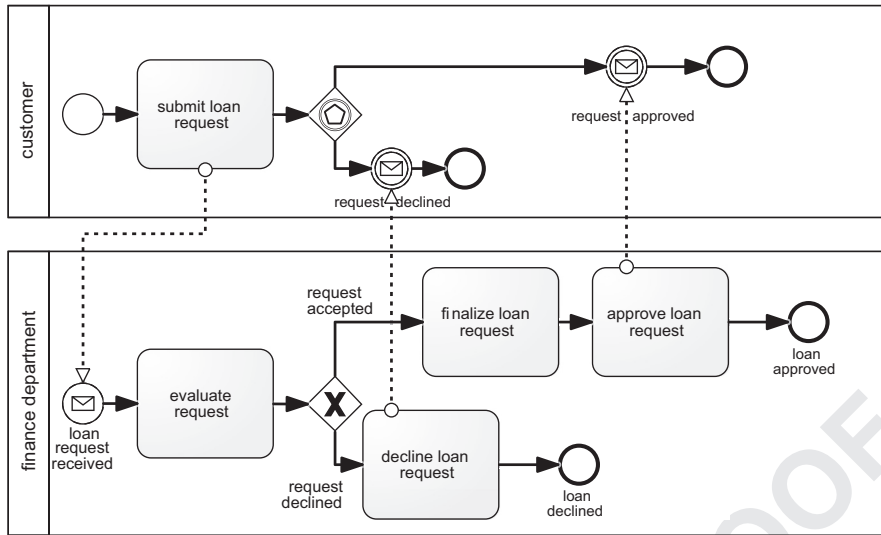 customer
submit loan
request
request approved
request declined
finance department
loan
request
received
evaluate
request
request
accepted
request
declined
finalize loan
request
approve loan
request
loan
approved
decline loan
request
loan
declined